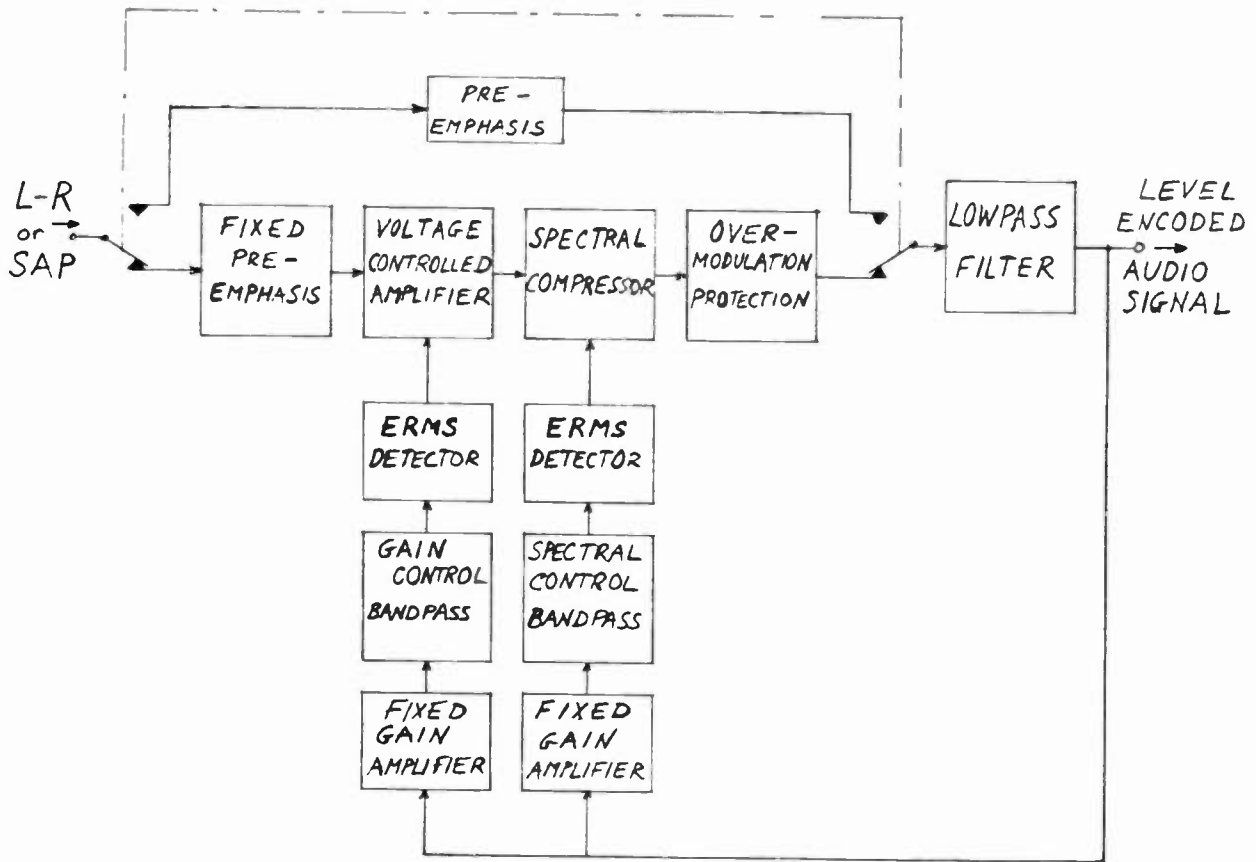 PRE-
EMPHASIS
L-R
or
SAP
FIXED
PRE-
EMPHASIS
VOLTAGE
CONTROLLED
AMPLIFIER
SPECTRAL
COMPRESSOR
OVER-
MODULATION
PROTECTION
LOWPASS
FILTER
LEVEL
ENCODED
AUDIO
SIGNAL
ERMS
DETECTOR
ERMS
DETECTOR
GAIN
CONTROL
BANDPASS
SPECTRAL
CONTROL
BANDPASS
FIXED
GAIN
AMPLIFIER
FIXED
GAIN
AMPLIFIER